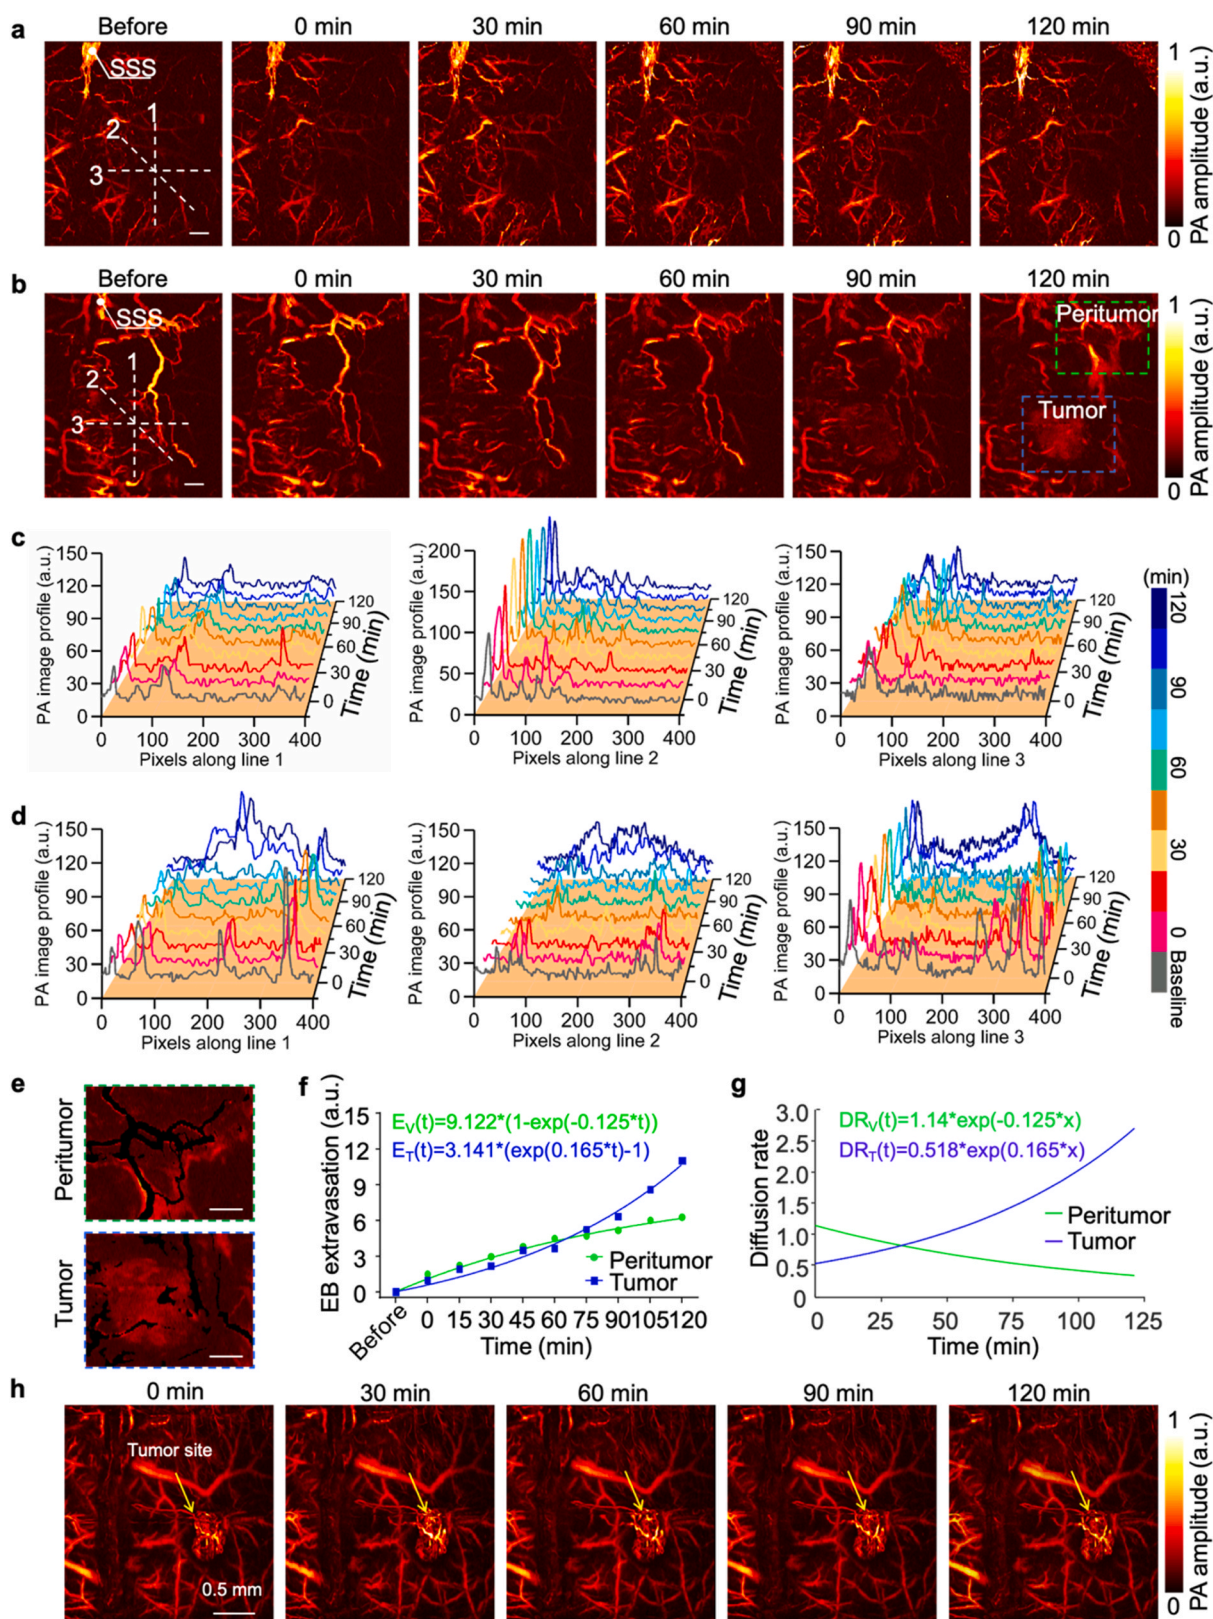 a
Before
0 min
30 min
60 min
90 min
120 min
SSS
1
2
3
1
0
PA amplitude (a.u.)
b
Before
0 min
30 min
60 min
90 min
120 min
SSS
1
2
3
Peritumor
Tumor
1
0
PA amplitude (a.u.)
c
PA image profile (a.u.)
150
120
90
60
30
0
0 100 200 300 400
Pixels along line 1
120
90
60
30
0
Time (min)
PA image profile (a.u.)
200
150
100
50
0
0 100 200 300 400
Pixels along line 2
120
90
60
30
0
Time (min)
PA image profile (a.u.)
150
120
90
60
30
0
0 100 200 300 400
Pixels along line 3
120
90
60
30
0
Time (min)
(min)
120
90
60
30
0
Baseline
d
PA image profile (a.u.)
150
120
90
60
30
0
0 100 200 300 400
Pixels along line 1
120
90
60
30
0
Time (min)
PA image profile (a.u.)
150
120
90
60
30
0
0 100 200 300 400
Pixels along line 2
120
90
60
30
0
Time (min)
PA image profile (a.u.)
150
120
90
60
30
0
0 100 200 300 400
Pixels along line 3
120
90
60
30
0
Time (min)
e
Peritumor
Tumor
f
EB extravasation (a.u.)
15
12
9
6
3
0
E_V(t)=9.122*(1-exp(-0.125*t))
E_T(t)=3.141*(exp(0.165*t)-1)
Peritumor
Tumor
Before 0 15 30 45 60 75 90 105 120
Time (min)
g
Diffusion rate
3.0
2.5
2.0
1.5
1.0
0.5
0
DR_V(t)=1.14*exp(-0.125*x)
DR_T(t)=0.518*exp(0.165*x)
Peritumor
Tumor
0 25 50 75 100 125
Time (min)
h
0 min
30 min
60 min
90 min
120 min
Tumor site
0.5 mm
1
0
PA amplitude (a.u.)